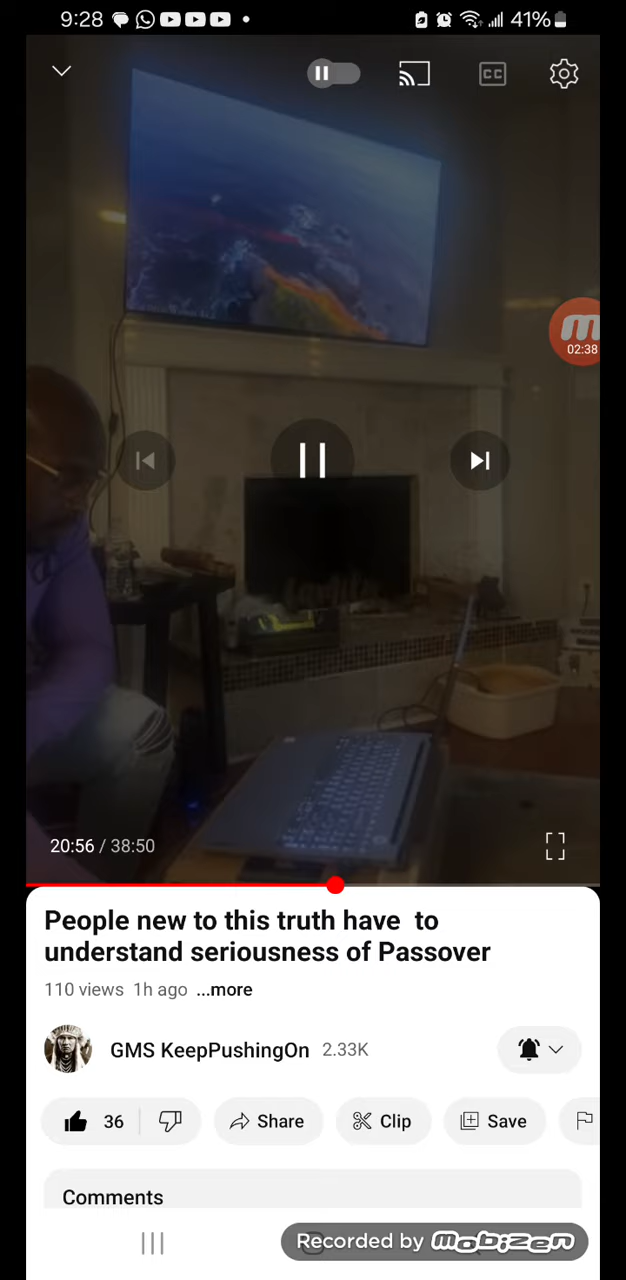 9:28 41%
CC
02:38
20:56 / 38:50
People new to this truth have to
understand seriousness of Passover
110 views 1h ago ...more
GMS KeepPushingOn 2.33K
36 Share Clip Save
Comments
Recorded by mobizen